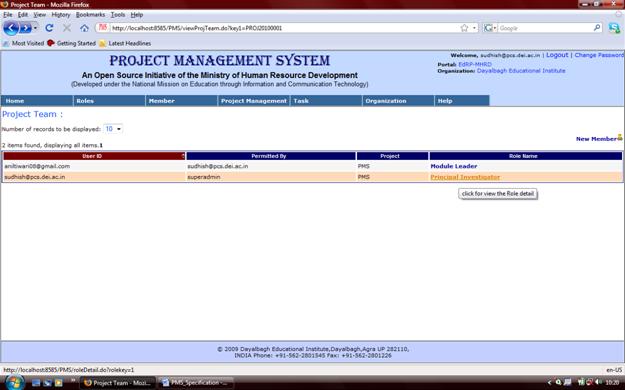 Project Team - Mozilla Firefox
File Edit View History Bookmarks Tools Help
http://localhost:8585/PMS/viewProjTeam.do?key1=PROJ20100001
Google
Most Visited Getting Started Latest Headlines
PROJECT MANAGEMENT SYSTEM
An Open Source Initiative of the Ministry of Human Resource Development
(Developed under the National Mission on Education through Information and Communication Technology)
Welcome, sudhish@pcs.dei.ac.in | Logout | Change Password
Portal: EdRP-MHRD
Organization: Dayalbagh Educational Institute
Home Roles Member Project Management Task Organization Help
Project Team :
Number of records to be displayed: 10
New Member
2 items found, displaying all items.1
User ID Permitted By Project Role Name
aniltiwari08@gmail.com sudhish@pcs.dei.ac.in PMS Module Leader
sudhish@pcs.dei.ac.in superadmin PMS Principal Investigator
click for view the Role detail
© 2009 Dayalbagh Educational Institute,Dayalbagh,Agra UP 282110,
INDIA Phone: +91-562-2801545 Fax: +91-562-2801226
http://localhost:8585/PMS/roleDetail.do?rolekey=1 en-US
Project Team - Mozi... PMS_Specification -... 10:20